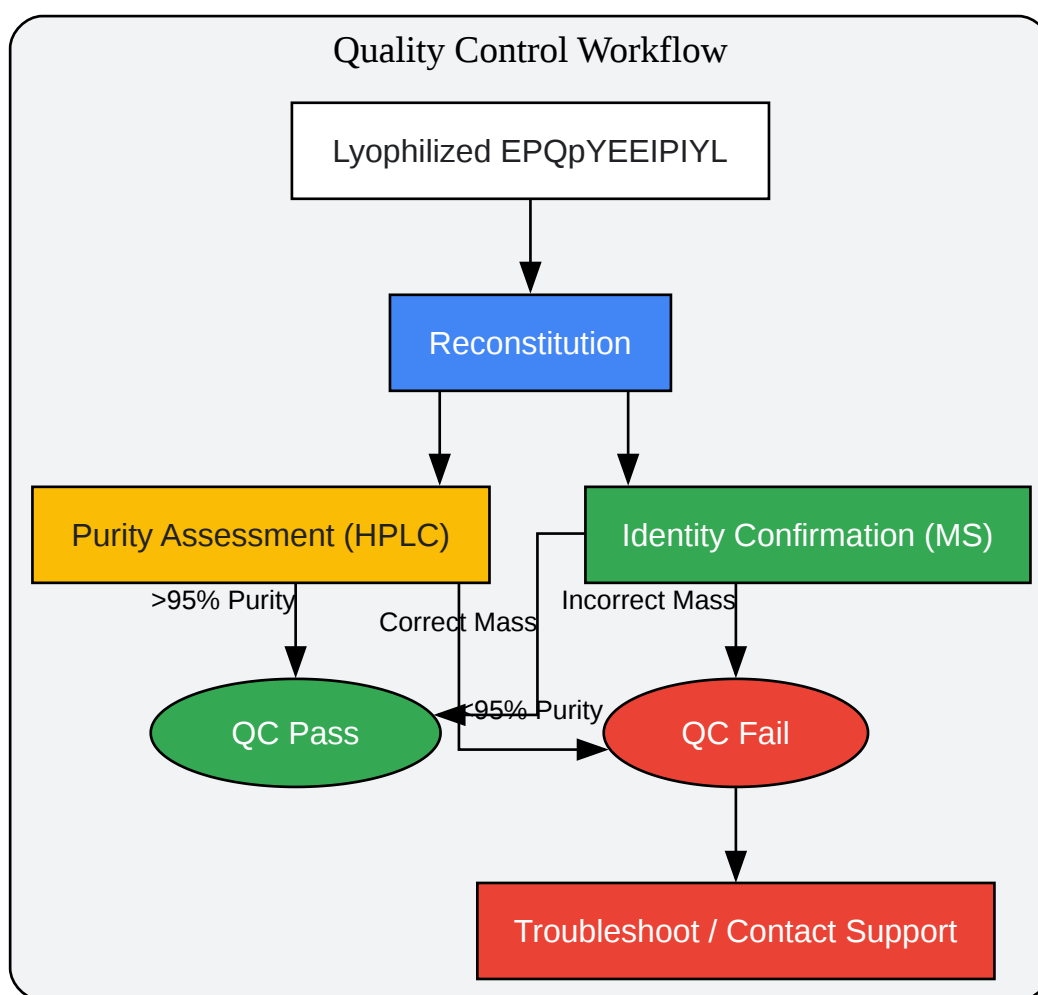 Quality Control Workflow
Lyophilized EPQpYEEIPIYL
Reconstitution
Purity Assessment (HPLC)
Identity Confirmation (MS)
>95% Purity
Correct Mass
Incorrect Mass
<95% Purity
QC Pass
QC Fail
Troubleshoot / Contact Support